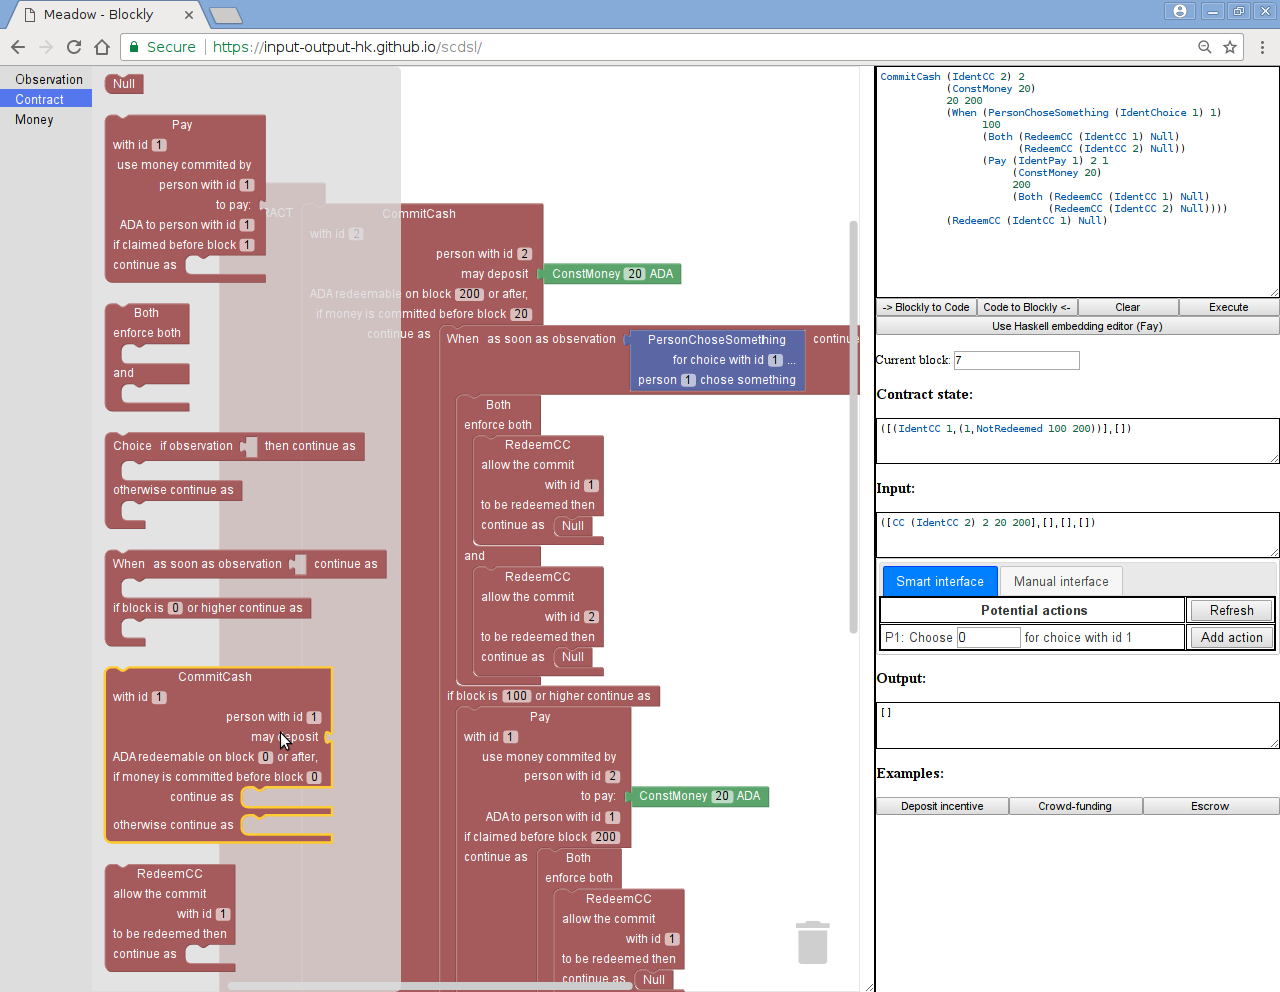 Meadow - Blockly
Secure
https://input-output-hk.github.io/scdsl/
Observation
Contract
Money
Null
Pay
with id 1
use money commited by
person with id 1
to pay:
ADA to person with id 1
if claimed before block 1
continue as
Both
enforce both
and
Choice if observation then continue as
otherwise continue as
When as soon as observation continue as
if block is 0 or higher continue as
CommitCash
with id 1
person with id 1
may deposit
ADA redeemable on block 0 or after,
if money is committed before block 0
continue as
otherwise continue as
RedeemCC
allow the commit
with id 1
to be redeemed then
continue as
RACT
CommitCash
with id 2
person with id 2
may deposit
ConstMoney 20 ADA
ADA redeemable on block 200 or after,
if money is committed before block 20
continue as
When as soon as observation
PersonChoseSomething
for choice with id 1 ...
person 1 chose something
continue
Both
enforce both
RedeemCC
allow the commit
with id 1
to be redeemed then
continue as Null
and
RedeemCC
allow the commit
with id 2
to be redeemed then
continue as Null
if block is 100 or higher continue as
Pay
with id 1
use money commited by
person with id 2
to pay:
ConstMoney 20 ADA
ADA to person with id 1
if claimed before block 200
continue as
Both
enforce both
RedeemCC
allow the commit
with id 1
to be redeemed then
continue as Null
CommitCash (IdentCC 2) 2
(ConstMoney 20)
20 200
(When (PersonChoseSomething (IdentChoice 1) 1)
100
(Both (RedeemCC (IdentCC 1) Null)
(RedeemCC (IdentCC 2) Null))
(Pay (IdentPay 1) 2 1
(ConstMoney 20)
200
(Both (RedeemCC (IdentCC 1) Null)
(RedeemCC (IdentCC 2) Null))))
(RedeemCC (IdentCC 1) Null)
-> Blockly to Code
Code to Blockly <-
Clear
Execute
Use Haskell embedding editor (Fay)
Current block: 7
Contract state:
([(IdentCC 1,(1,NotRedeemed 100 200))],[])
Input:
([CC (IdentCC 2) 2 20 200],[],[],[])
Smart interface
Manual interface
Potential actions
Refresh
P1: Choose 0 for choice with id 1
Add action
Output:
[]
Examples:
Deposit incentive
Crowd-funding
Escrow